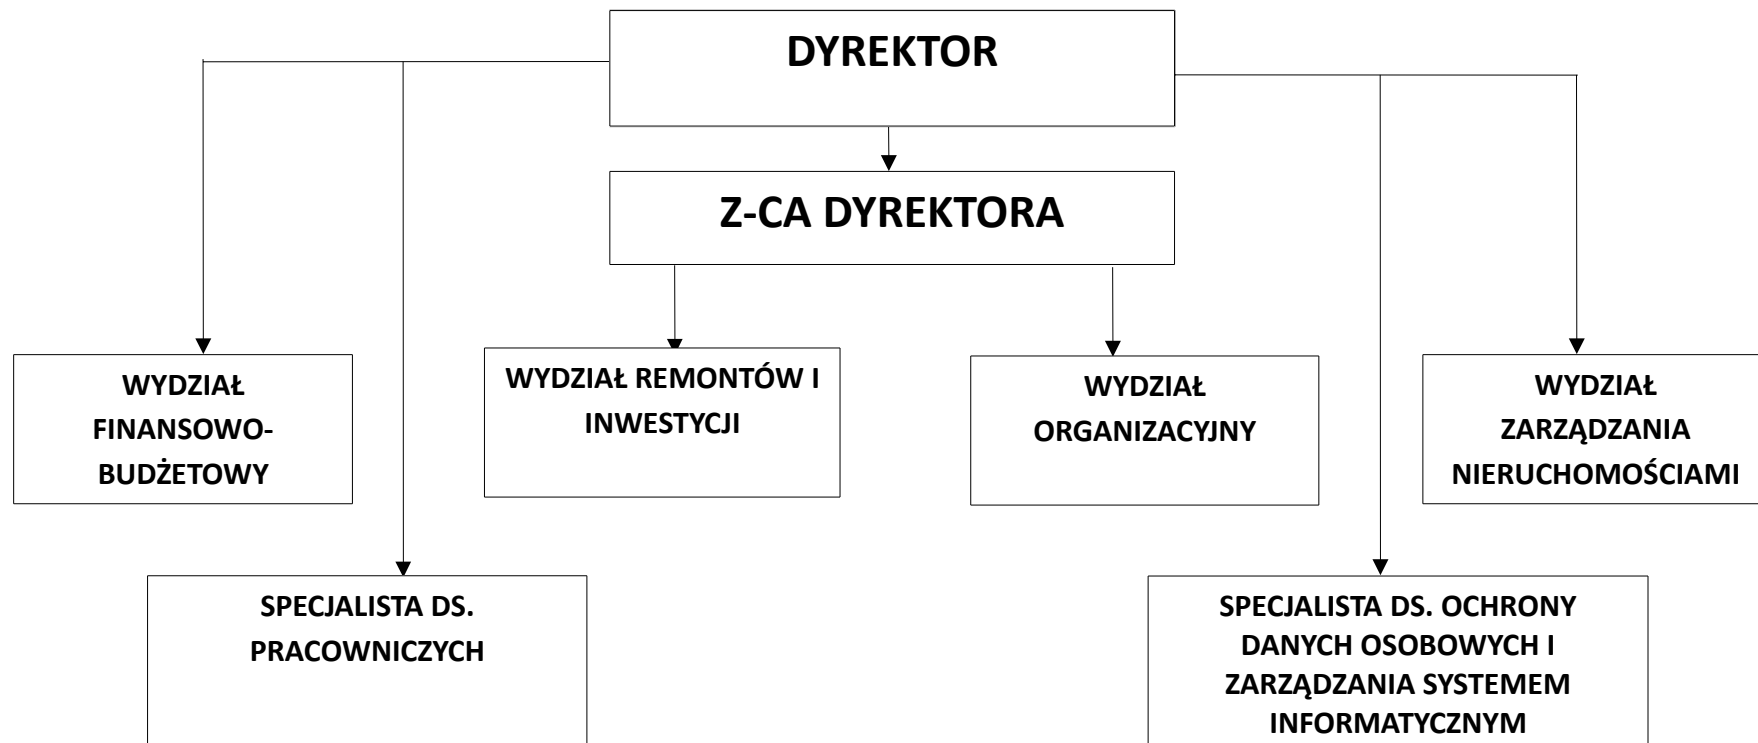 DYREKTOR
Z-CA DYREKTORA
WYDZIAŁ
FINANSOWO-
BUDŻETOWY
WYDZIAŁ REMONTÓW I
INWESTYCJI
WYDZIAŁ
ORGANIZACYJNY
WYDZIAŁ
ZARZĄDZANIA
NIERUCHOMOŚCIAMI
SPECJALISTA DS.
PRACOWNICZYCH
SPECJALISTA DS. OCHRONY
DANYCH OSOBOWYCH I
ZARZĄDZANIA SYSTEMEM
INFORMATYCZNYM